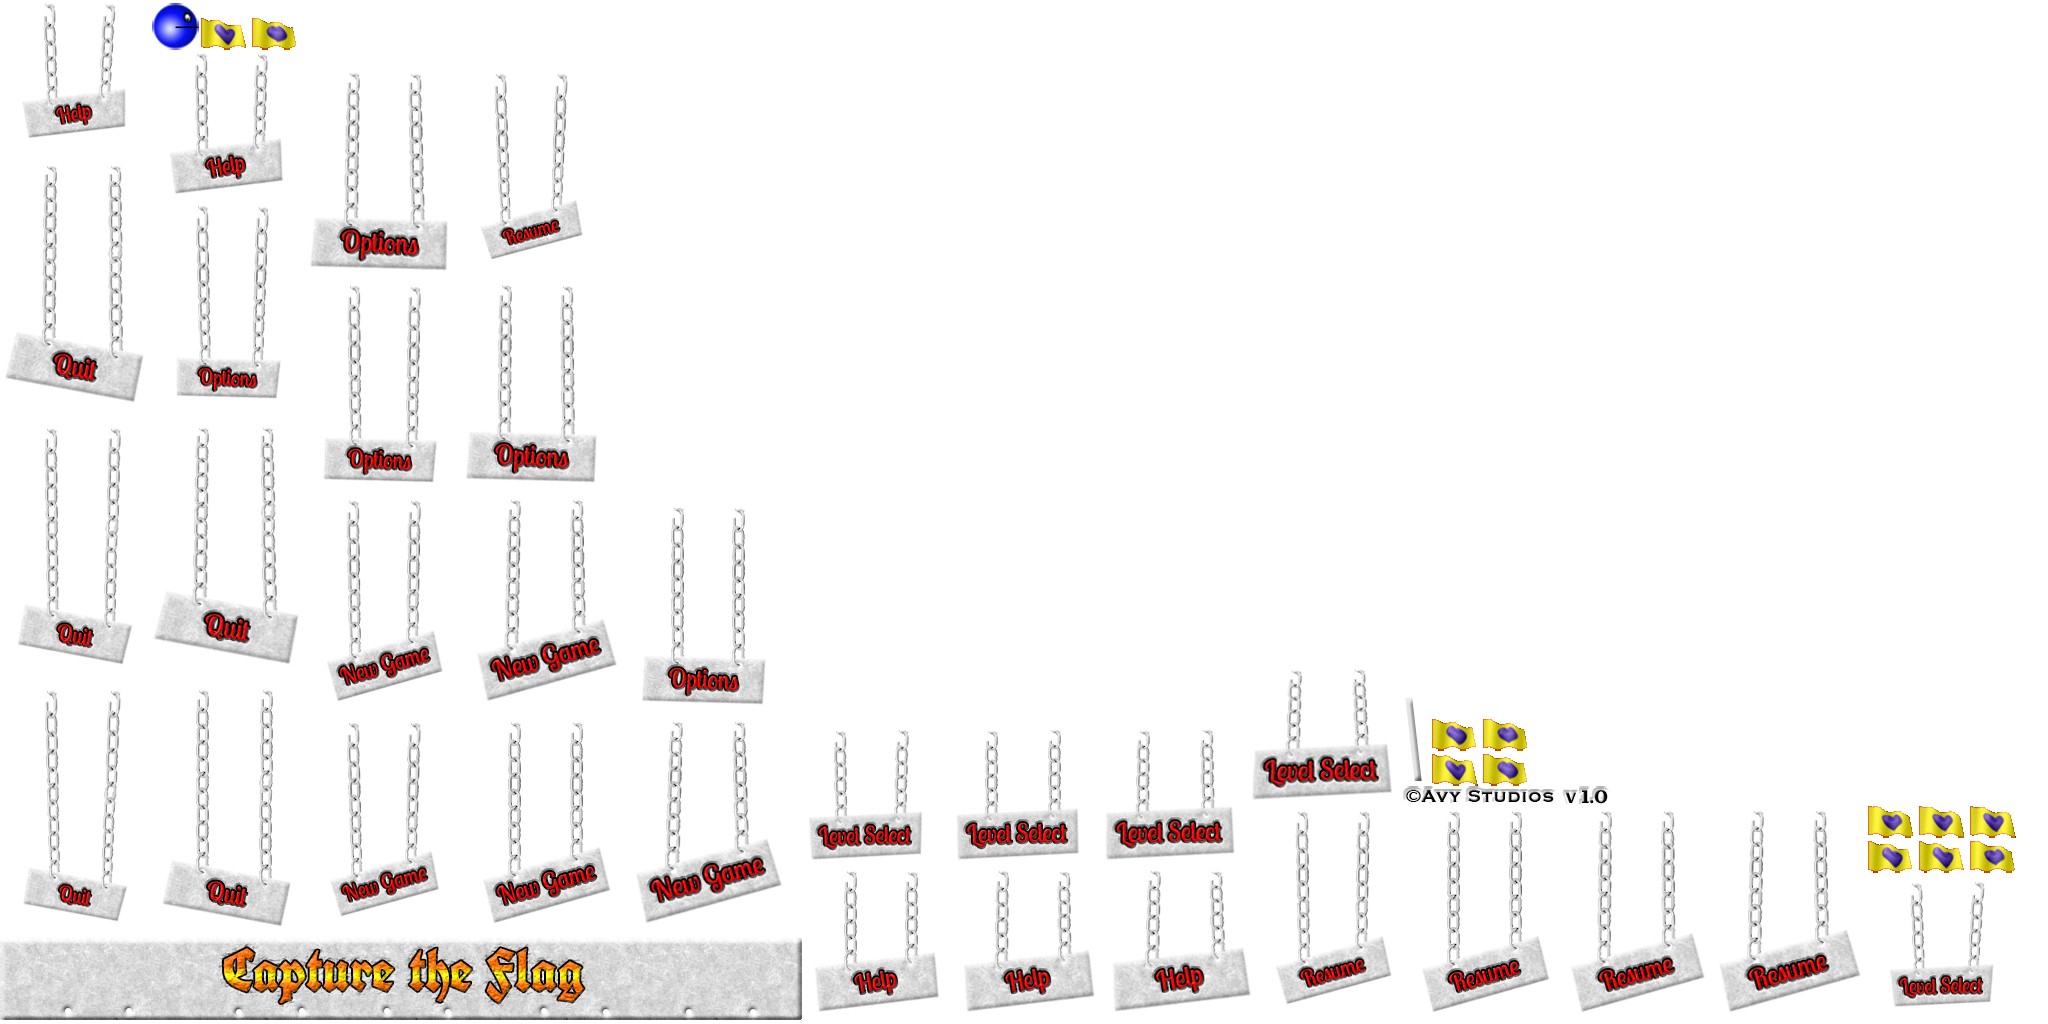 Help
Help
Options
Resume
Quit
Options
Options
Options
Quit
Quit
New Game
New Game
Options
Quit
Quit
New Game
New Game
New Game
Level Select
Level Select
Level Select
Level Select
©Avy Studios v1.0
Capture the Flag
Help
Help
Help
Resume
Resume
Resume
Resume
Level Select